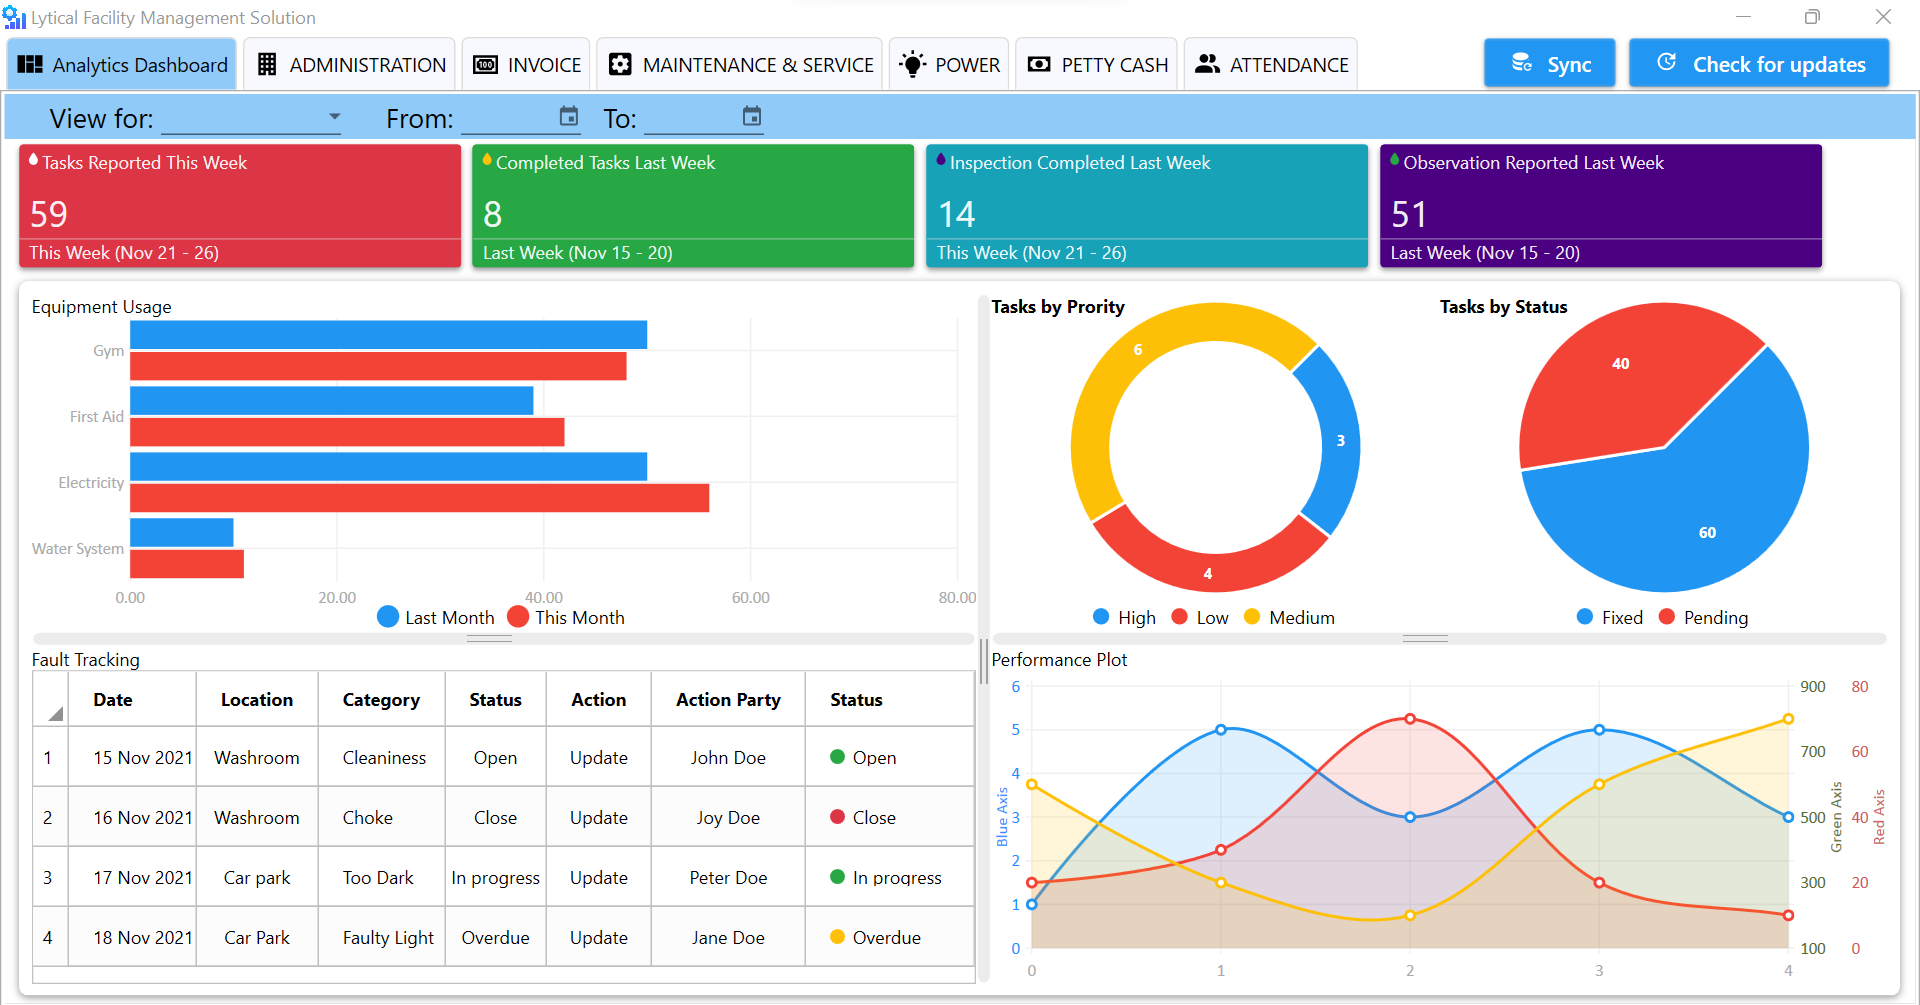 Lytical Facility Management Solution
Analytics Dashboard
ADMINISTRATION
100
INVOICE
MAINTENANCE & SERVICE
POWER
PETTY CASH
ATTENDANCE
Sync
Check for updates
View for:
From:
To:
Tasks Reported This Week
59
This Week (Nov 21 - 26)
Completed Tasks Last Week
8
Last Week (Nov 15 - 20)
Inspection Completed Last Week
14
This Week (Nov 21 - 26)
Observation Reported Last Week
51
Last Week (Nov 15 - 20)
Equipment Usage
Gym
First Aid
Electricity
Water System
0.00 20.00 40.00 60.00 80.00
Last Month This Month
Tasks by Prority
6
3
4
High Low Medium
Tasks by Status
40
60
Fixed Pending
Fault Tracking
Date Location Category Status Action Action Party Status
1 15 Nov 2021 Washroom Cleaniness Open Update John Doe Open
2 16 Nov 2021 Washroom Choke Close Update Joy Doe Close
3 17 Nov 2021 Car park Too Dark In progress Update Peter Doe In progress
4 18 Nov 2021 Car Park Faulty Light Overdue Update Jane Doe Overdue
Performance Plot
6 900 80
5 700 60
4
3 500 40
2
1 300 20
0 100 0
Blue Axis
Green Axis
Red Axis
0 1 2 3 4